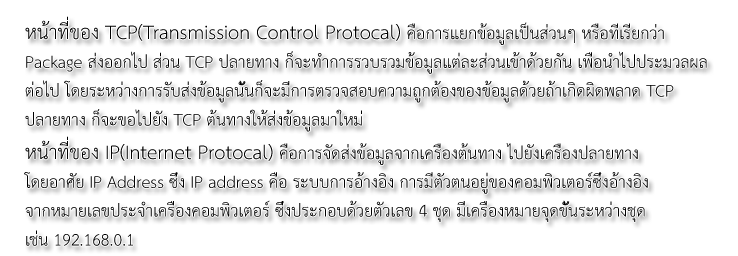 หน้าที่ของ TCP(Transmission Control Protocal) คือการแยกข้อมูลเป็นส่วนๆ หรือที่เรียกว่า
Package ส่งออกไป ส่วน TCP ปลายทาง ก็จะทำการรวบรวมข้อมูลแต่ละส่วนเข้าด้วยกัน เพื่อนำไปประมวลผล
ต่อไป โดยระหว่างการรับส่งข้อมูลนั้นก็จะมีการตรวจสอบความถูกต้องของข้อมูลด้วยถ้าเกิดผิดพลาด TCP
ปลายทาง ก็จะขอไปยัง TCP ต้นทางให้ส่งข้อมูลมาใหม่
หน้าที่ของ IP(Internet Protocal) คือการจัดส่งข้อมูลจากเครื่องต้นทาง ไปยังเครื่องปลายทาง
โดยอาศัย IP Address ซึ่ง IP address คือ ระบบการอ้างอิง การมีตัวตนอยู่ของคอมพิวเตอร์ซึ่งอ้างอิง
จากหมายเลขประจำเครื่องคอมพิวเตอร์ ซึ่งประกอบด้วยตัวเลข 4 ชุด มีเครื่องหมายจุดขั้นระหว่างชุด
เช่น 192.168.0.1